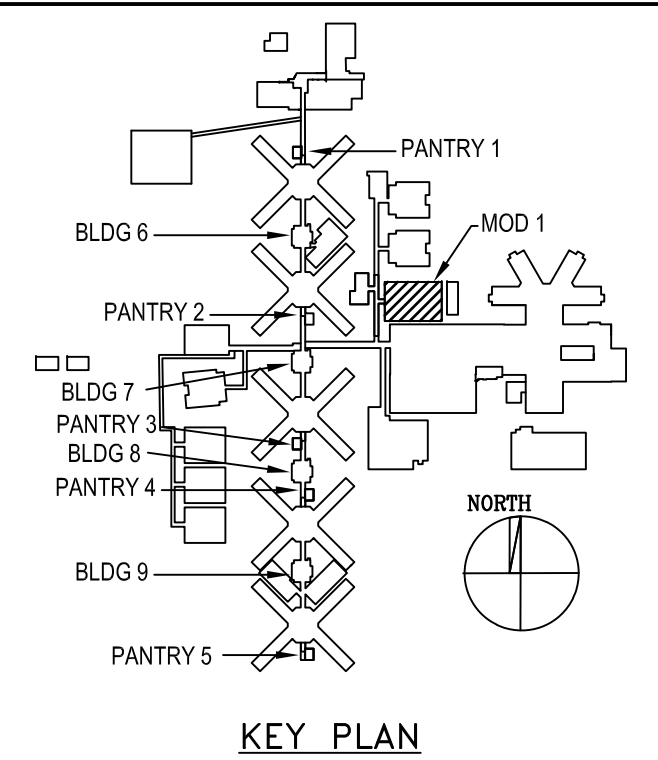 PANTRY 1
BLDG 6
MOD 1
PANTRY 2
BLDG 7
PANTRY 3
BLDG 8
PANTRY 4
NORTH
BLDG 9
PANTRY 5
KEY PLAN